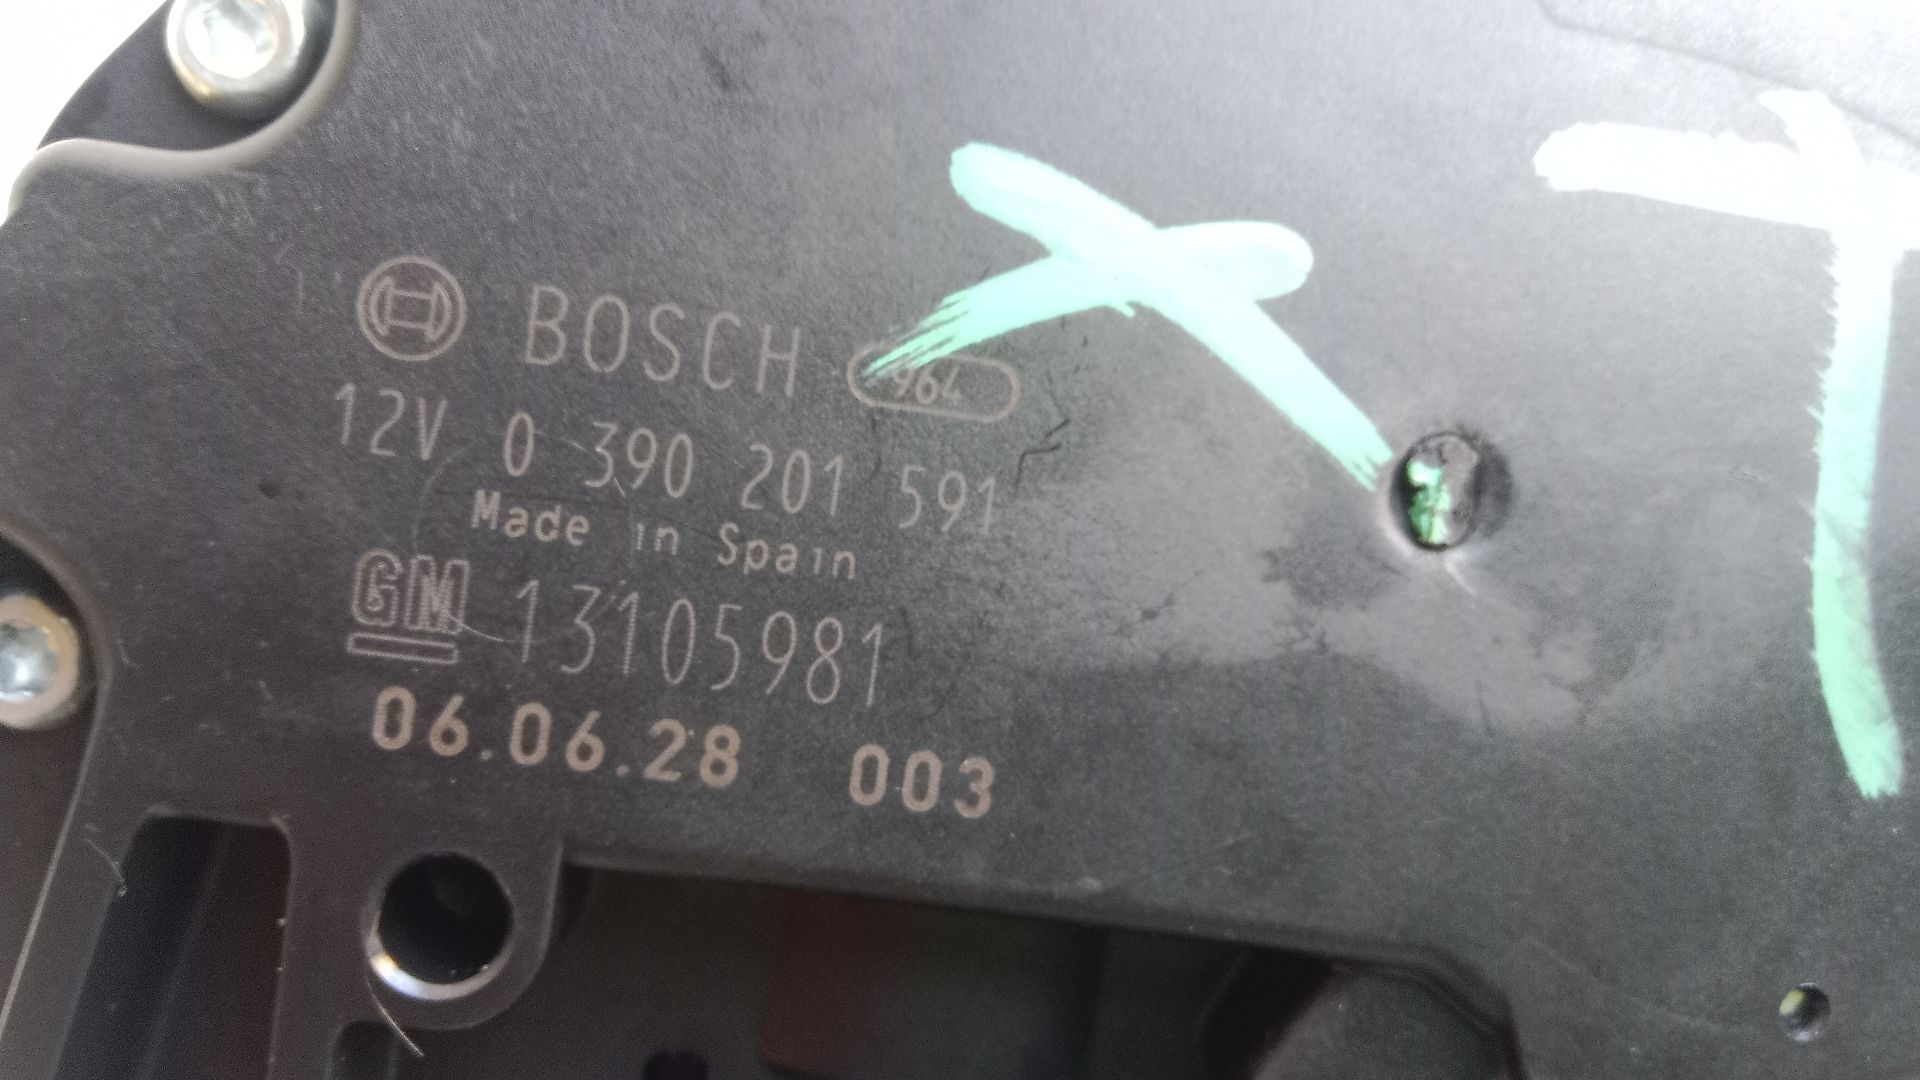 BOSCH 964
12V 0 390 201 591
Made in Spain
GM 13105981
06.06.28 003